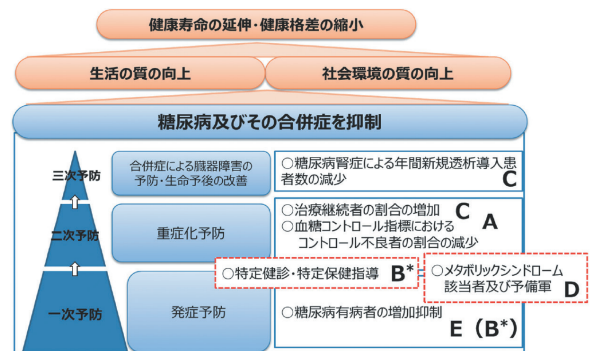 健康寿命の延伸・健康格差の縮小
生活の質の向上
社会環境の質の向上
糖尿病及びその合併症を抑制
三次予防
合併症による臓器障害の
予防・生命予後の改善
○糖尿病腎症による年間新規透析導入患
者数の減少
C
二次予防
重症化予防
○治療継続者の割合の増加 C
○血糖コントロール指標における
コントロール不良者の割合の減少
A
○特定健診・特定保健指導 B*
○メタボリックシンドローム
該当者及び予備軍
D
一次予防
発症予防
○糖尿病有病者の増加抑制
E（B*）